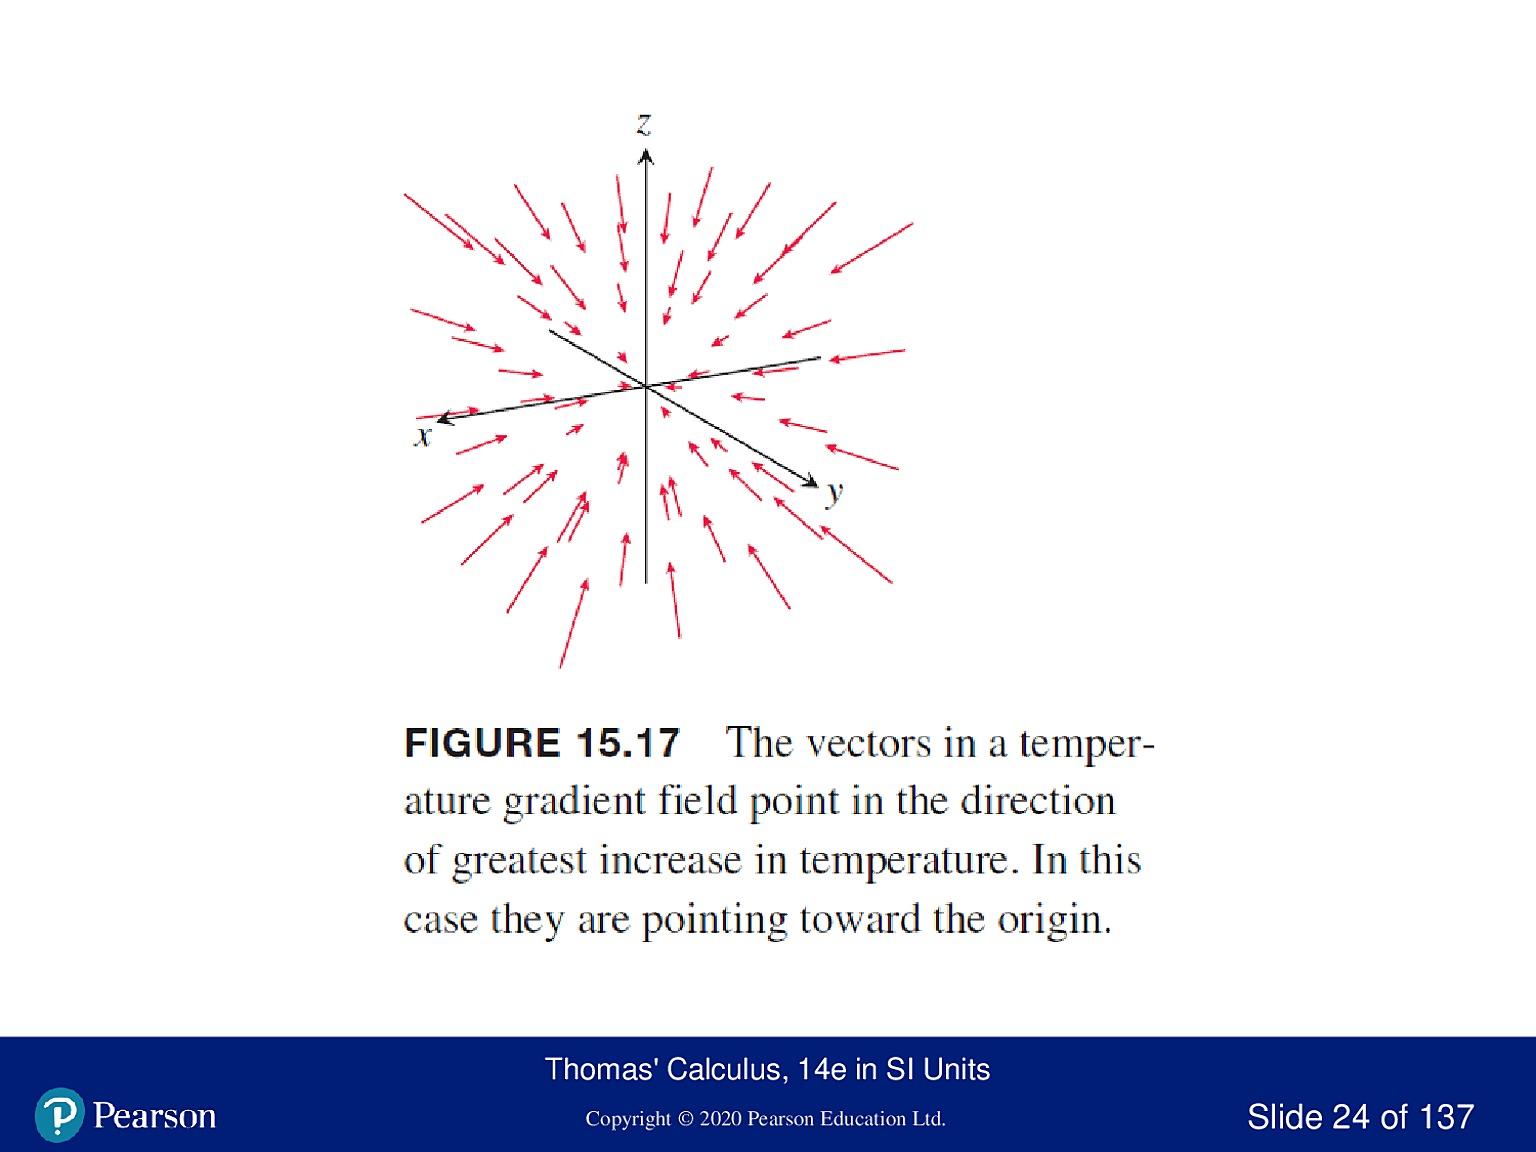 z
x
y
FIGURE 15.17 The vectors in a temper-
ature gradient field point in the direction
of greatest increase in temperature. In this
case they are pointing toward the origin.
Thomas' Calculus, 14e in SI Units
P Pearson
Copyright © 2020 Pearson Education Ltd.
Slide 24 of 137